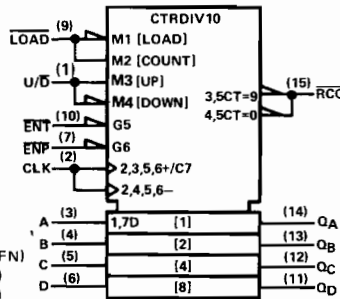 CTRDIV10
LOAD (9) M1 [LOAD]
M2 [COUNT]
U/D (1) M3 [UP]
M4 [DOWN]
3,5CT=9 (15) RCO
4,5CT=0
ENT (10) G5
ENP (7) G6
CLK (2) 2,3,5,6+/C7
2,4,5,6−
A (3) 1,7D [1] (14) QA
B (4) [2] (13) QB
C (5) [4] (12) QC
D (6) [8] (11) QD
FN)
)